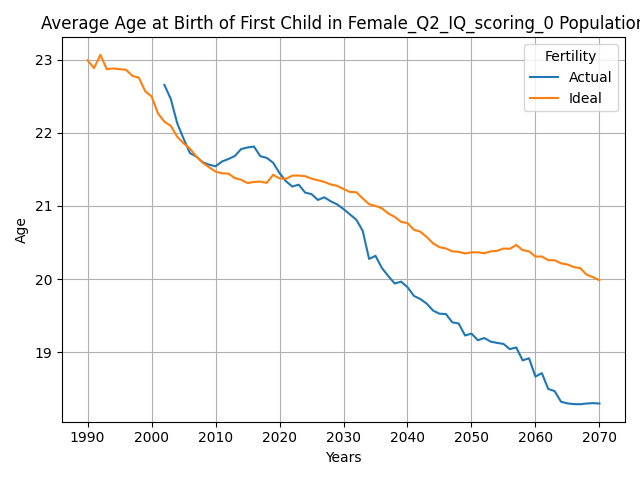 Average Age at Birth of First Child in Female_Q2_IQ_scoring_0 Population
Fertility
Actual
Ideal
Age
23
22
21
20
19
1990 2000 2010 2020 2030 2040 2050 2060 2070
Years